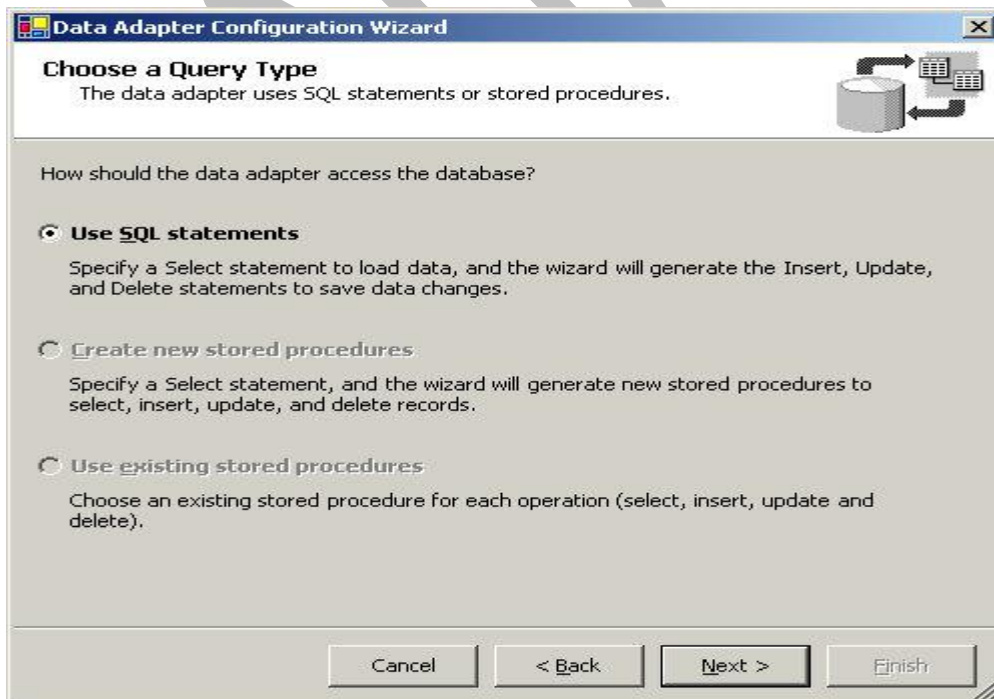 Data Adapter Configuration Wizard
Choose a Query Type
The data adapter uses SQL statements or stored procedures.
How should the data adapter access the database?
Use SQL statements
Specify a Select statement to load data, and the wizard will generate the Insert, Update,
and Delete statements to save data changes.
Create new stored procedures
Specify a Select statement, and the wizard will generate new stored procedures to
select, insert, update, and delete records.
Use existing stored procedures
Choose an existing stored procedure for each operation (select, insert, update and
delete).
Cancel < Back Next > Finish